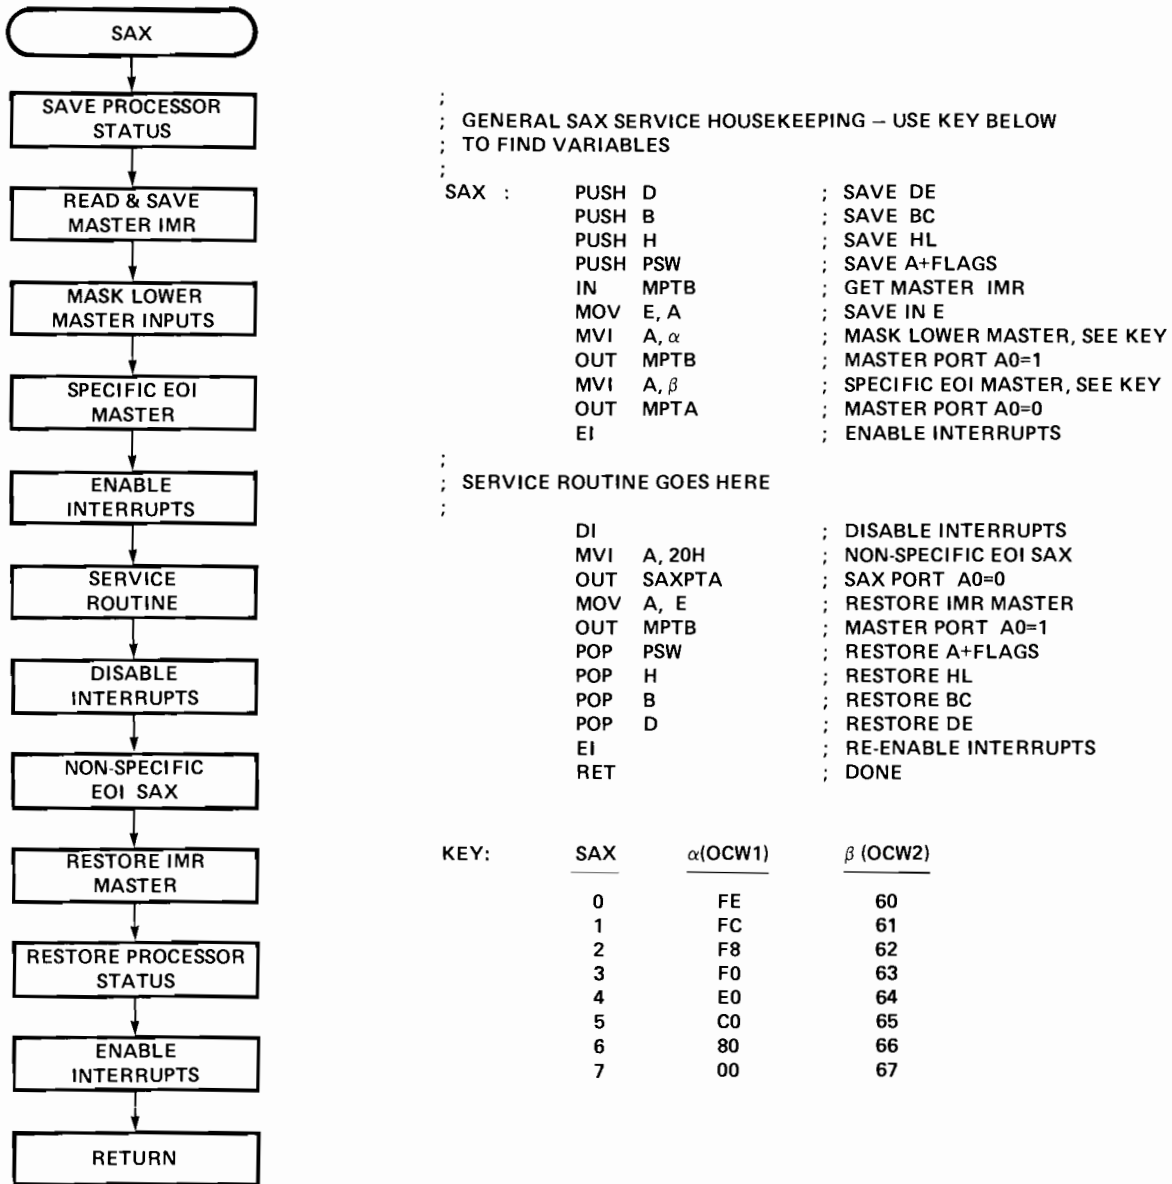 SAX
SAVE PROCESSOR
STATUS
READ & SAVE
MASTER IMR
MASK LOWER
MASTER INPUTS
SPECIFIC EOI
MASTER
ENABLE
INTERRUPTS
SERVICE
ROUTINE
DISABLE
INTERRUPTS
NON-SPECIFIC
EOI SAX
RESTORE IMR
MASTER
RESTORE PROCESSOR
STATUS
ENABLE
INTERRUPTS
RETURN
;
; GENERAL SAX SERVICE HOUSEKEEPING – USE KEY BELOW
; TO FIND VARIABLES
;
SAX : PUSH D ; SAVE DE
PUSH B ; SAVE BC
PUSH H ; SAVE HL
PUSH PSW ; SAVE A+FLAGS
IN MPTB ; GET MASTER IMR
MOV E, A ; SAVE IN E
MVI A, α ; MASK LOWER MASTER, SEE KEY
OUT MPTB ; MASTER PORT A0=1
MVI A, β ; SPECIFIC EOI MASTER, SEE KEY
OUT MPTA ; MASTER PORT A0=0
EI ; ENABLE INTERRUPTS
;
; SERVICE ROUTINE GOES HERE
;
DI ; DISABLE INTERRUPTS
MVI A, 20H ; NON-SPECIFIC EOI SAX
OUT SAXPTA ; SAX PORT A0=0
MOV A, E ; RESTORE IMR MASTER
OUT MPTB ; MASTER PORT A0=1
POP PSW ; RESTORE A+FLAGS
POP H ; RESTORE HL
POP B ; RESTORE BC
POP D ; RESTORE DE
EI ; RE-ENABLE INTERRUPTS
RET ; DONE
KEY: SAX α(OCW1) β (OCW2)
0 FE 60
1 FC 61
2 F8 62
3 F0 63
4 E0 64
5 C0 65
6 80 66
7 00 67